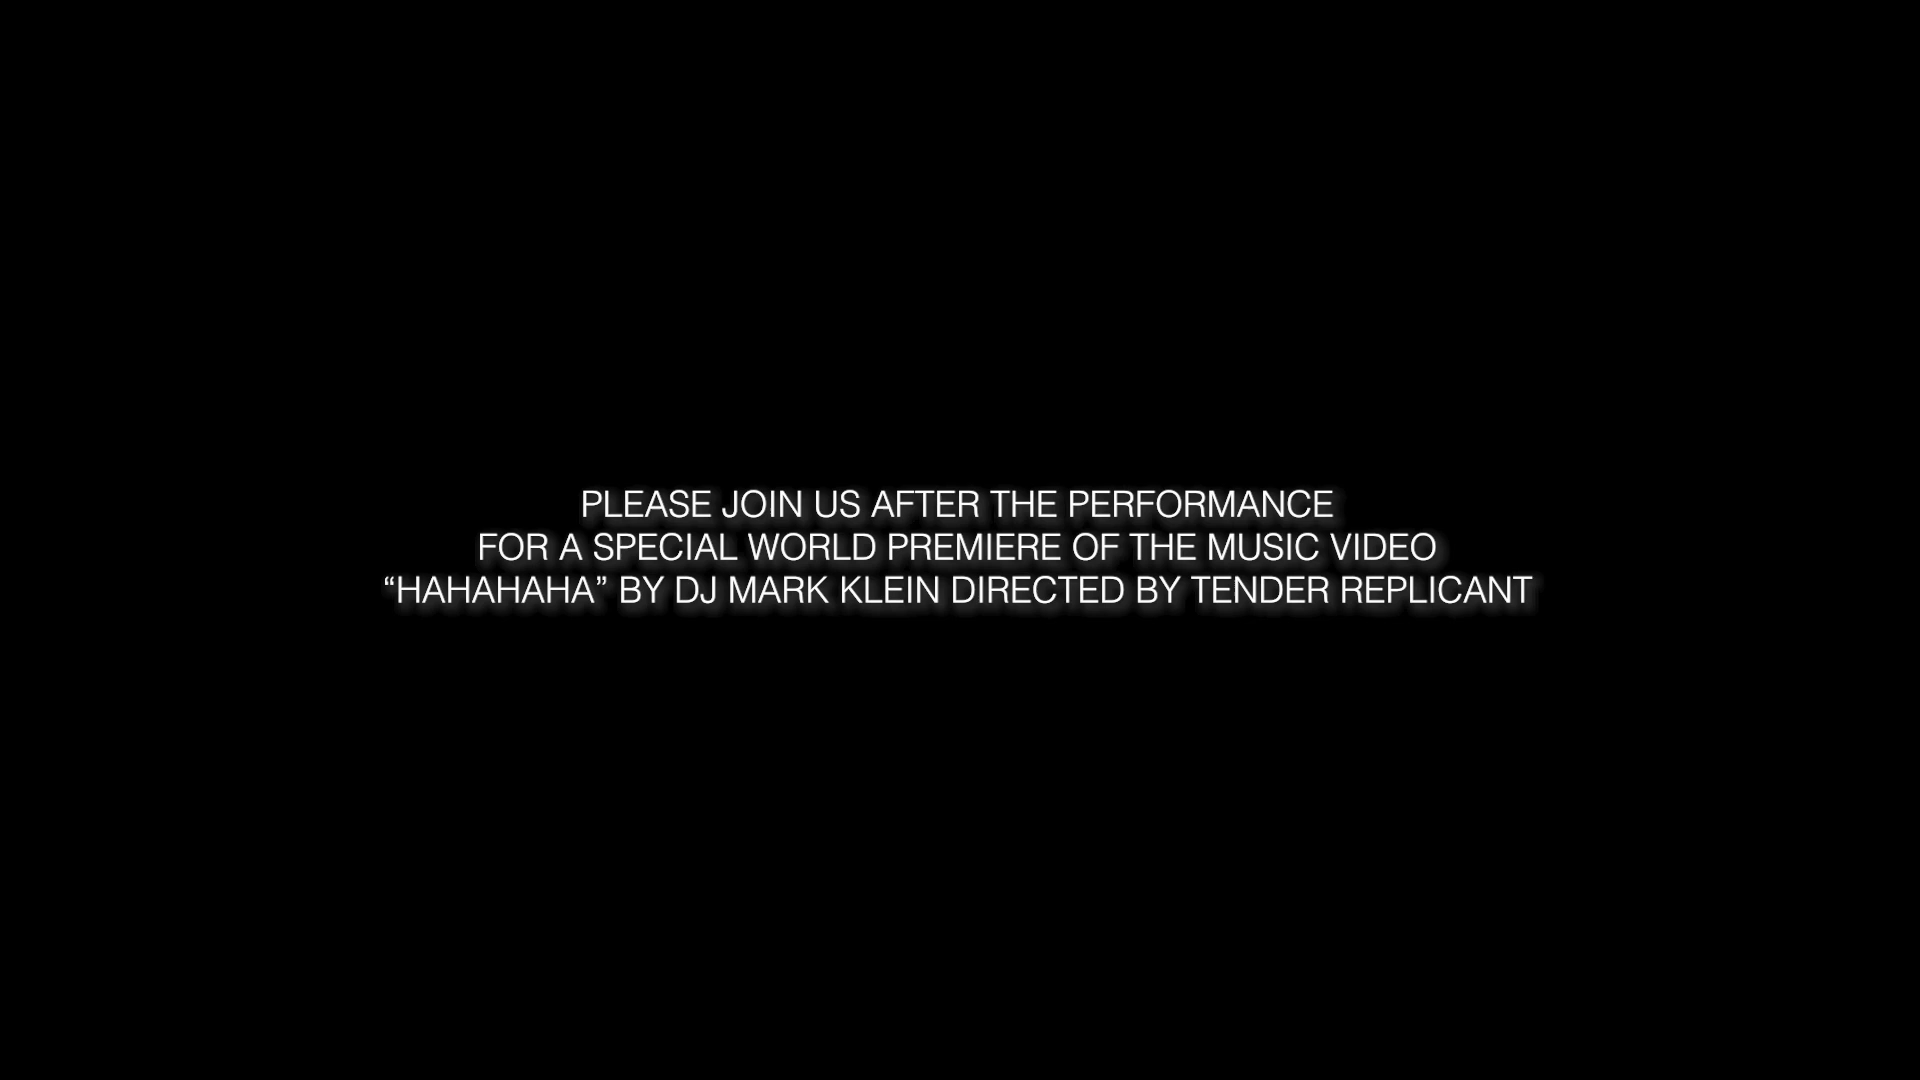 PLEASE JOIN US AFTER THE PERFORMANCE
FOR A SPECIAL WORLD PREMIERE OF THE MUSIC VIDEO
“HAHAHAHA” BY DJ MARK KLEIN DIRECTED BY TENDER REPLICANT